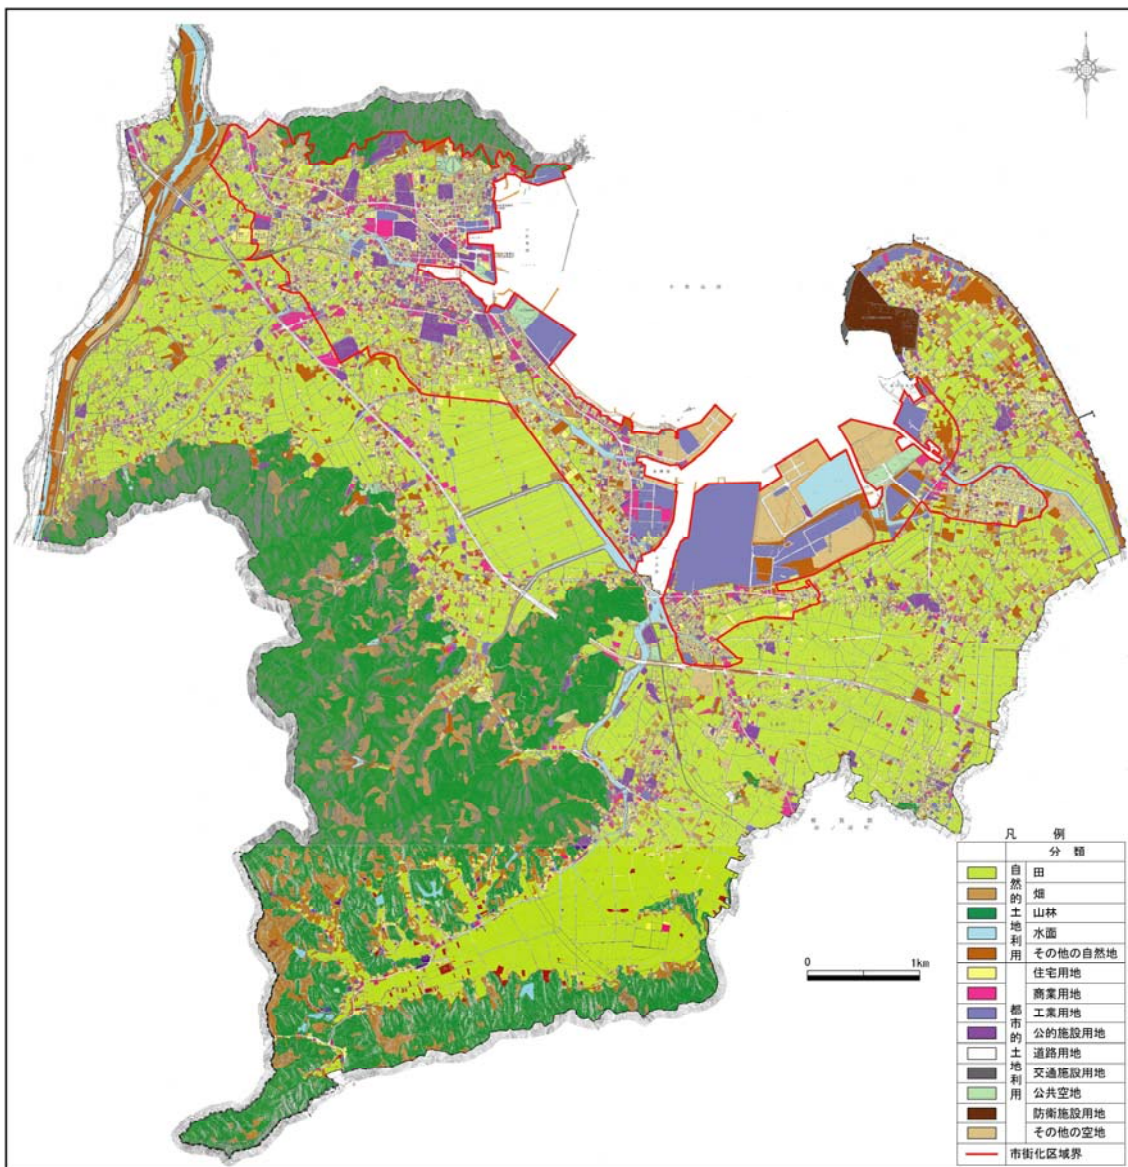 凡 例
分 類
自然的土地利用
田
畑
山林
水面
その他の自然地
都市的土地利用
住宅用地
商業用地
工業用地
公的施設用地
道路用地
交通施設用地
公共空地
防衛施設用地
その他の空地
市街化区域界
0 1km